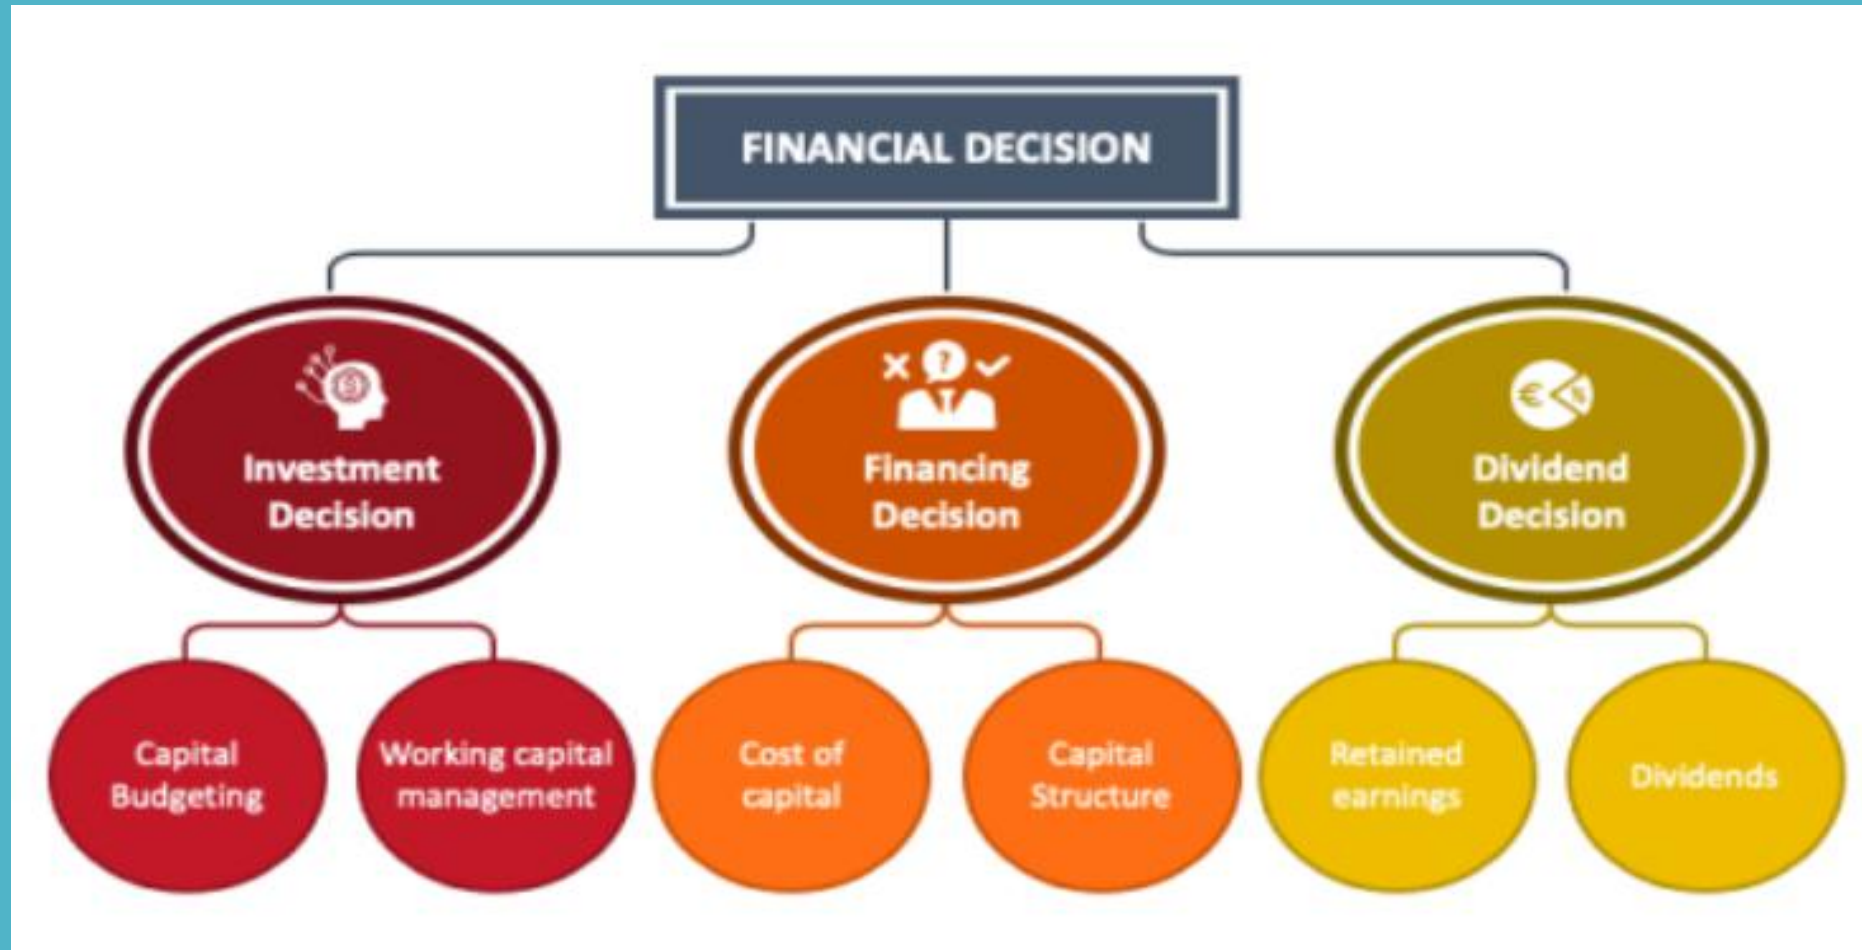 FINANCIAL DECISION
Investment
Decision
?
Financing
Decision
€
Dividend
Decision
Capital
Budgeting
Working capital
management
Cost of
capital
Capital
Structure
Retained
earnings
Dividends